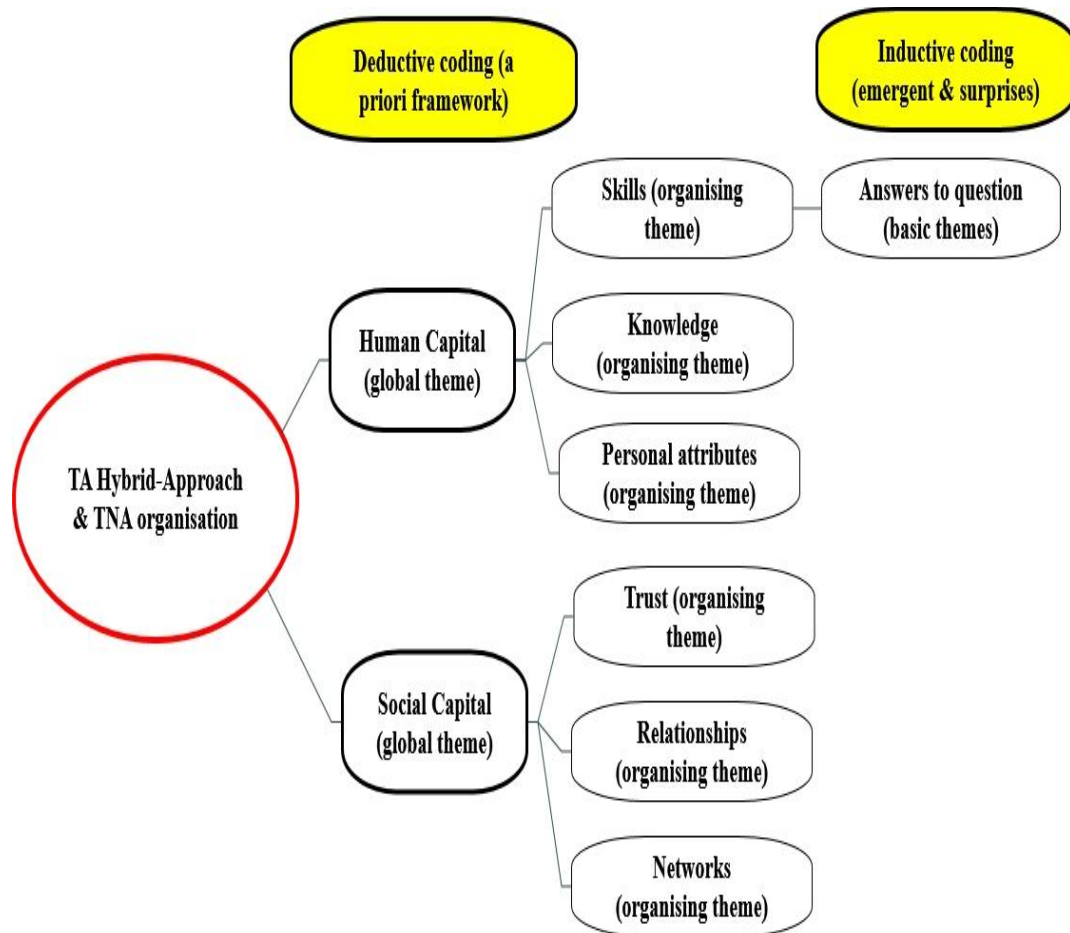 Deductive coding (a
priori framework)
Inductive coding
(emergent & surprises)
Skills (organising
theme)
Answers to question
(basic themes)
Human Capital
(global theme)
Knowledge
(organising theme)
Personal attributes
(organising theme)
TA Hybrid-Approach
& TNA organisation
Trust (organising
theme)
Social Capital
(global theme)
Relationships
(organising theme)
Networks
(organising theme)